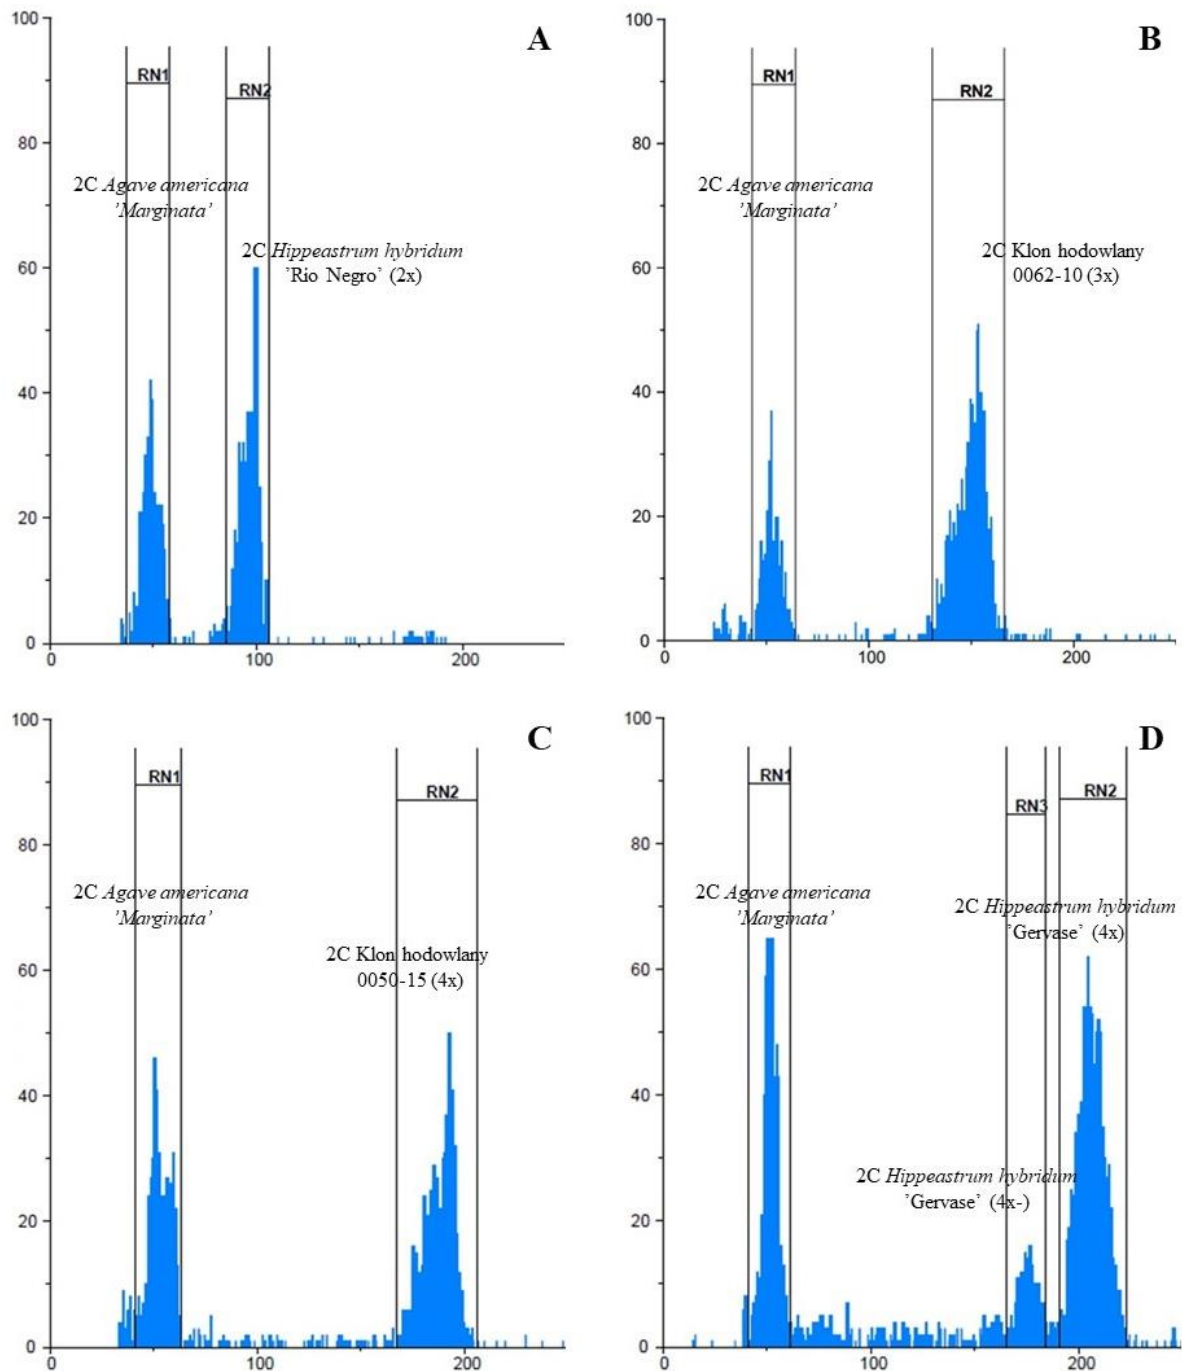 A
100
80
60
40
20
0
0
100
200
RN1
RN2
2C Agave americana
'Marginata'
2C Hippeastrum hybridum
'Rio Negro' (2x)
B
100
80
60
40
20
0
0
100
200
RN1
RN2
2C Agave americana
'Marginata'
2C Klon hodowlany
0062-10 (3x)
C
100
80
60
40
20
0
0
100
200
RN1
RN2
2C Agave americana
'Marginata'
2C Klon hodowlany
0050-15 (4x)
D
100
80
60
40
20
0
0
100
200
RN1
RN3
RN2
2C Agave americana
'Marginata'
2C Hippeastrum hybridum
'Gervase' (4x)
2C Hippeastrum hybridum
'Gervase' (4x-)